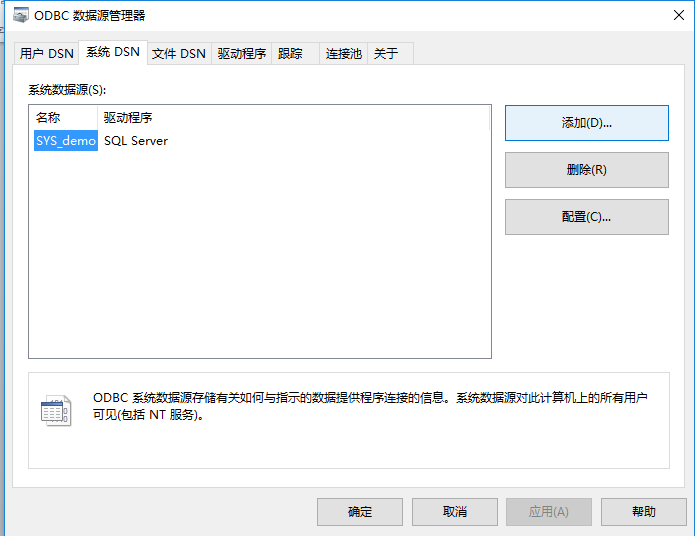 ODBC 数据源管理器
用户 DSN 系统 DSN 文件 DSN 驱动程序 跟踪 连接池 关于
系统数据源(S):
名称 驱动程序
SYS_demo SQL Server
添加(D)...
删除(R)
配置(C)...
ODBC 系统数据源存储有关如何与指示的数据提供程序连接的信息。系统数据源对此计算机上的所有用户
可见(包括 NT 服务)。
确定 取消 应用(A) 帮助